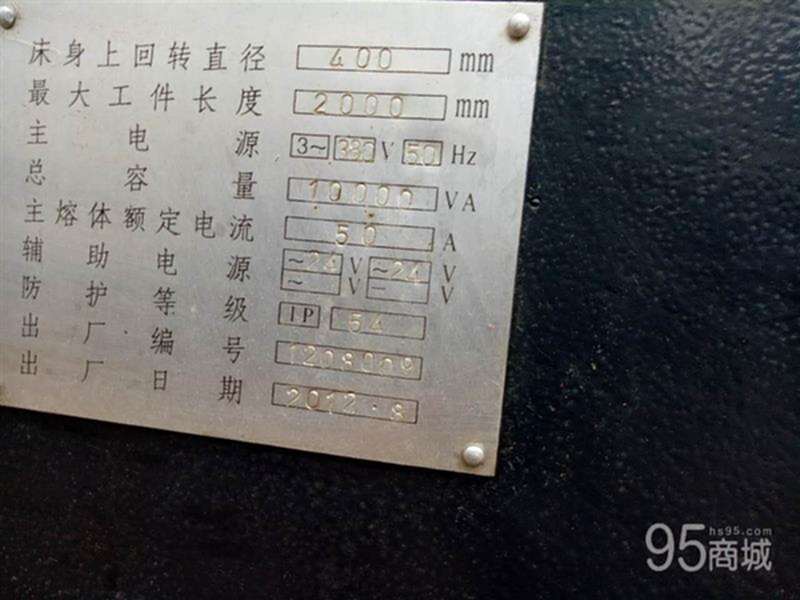 床身上回转直径 400 mm
最大工件长度 2000 mm
主电源 3~ 380 V 50 Hz
总容量 10000 VA
主熔体额定电流 50 A
辅助电源 ~24 V ~24 V
~ V ~ V
防护等级 IP 54
出厂编号 1208009
出厂日期 2012.8
hs95.com
95商城